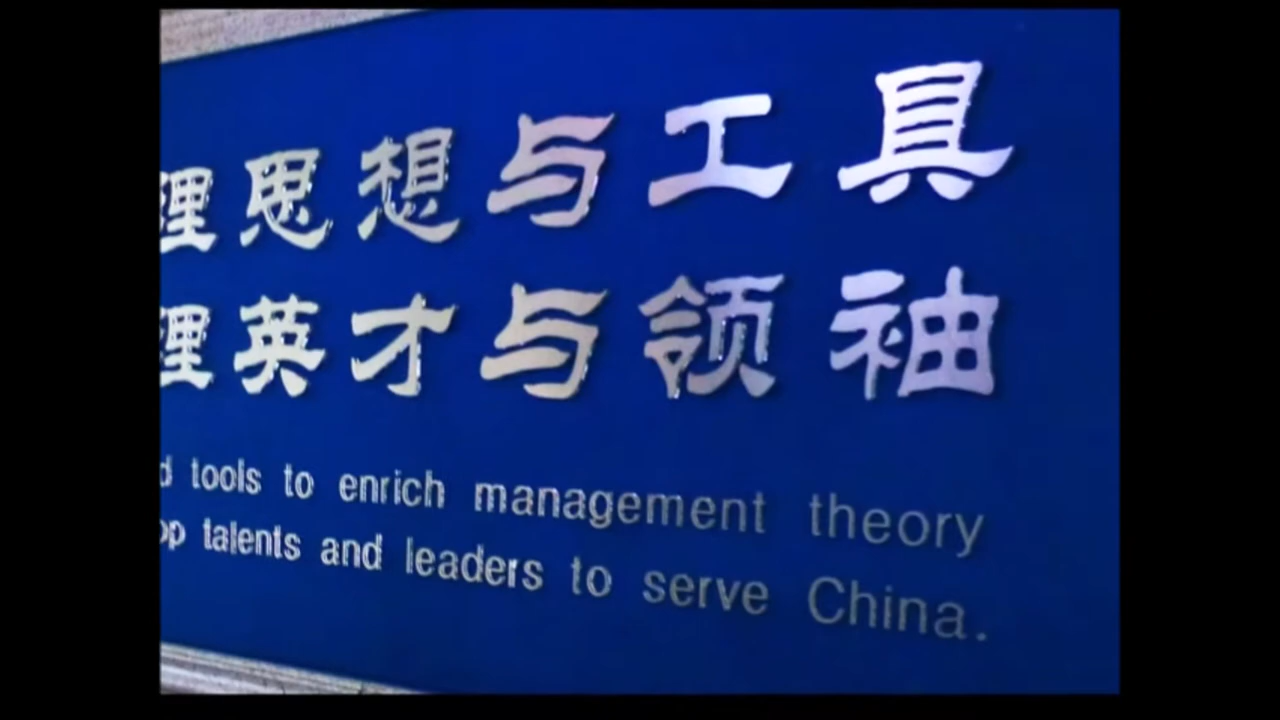 理思想与工具
理英才与领袖
tools to enrich management theory
talents and leaders to serve China.